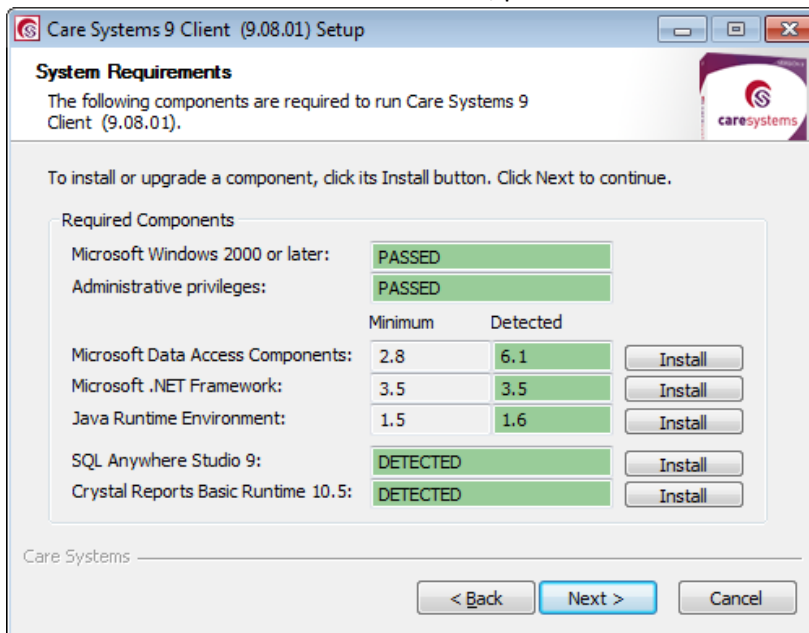 Care Systems 9 Client (9.08.01) Setup
System Requirements
The following components are required to run Care Systems 9
Client (9.08.01).
caresystems
To install or upgrade a component, click its Install button. Click Next to continue.
Required Components
Microsoft Windows 2000 or later: PASSED
Administrative privileges: PASSED
Minimum Detected
Microsoft Data Access Components: 2.8 6.1 Install
Microsoft .NET Framework: 3.5 3.5 Install
Java Runtime Environment: 1.5 1.6 Install
SQL Anywhere Studio 9: DETECTED Install
Crystal Reports Basic Runtime 10.5: DETECTED Install
Care Systems
< Back Next > Cancel